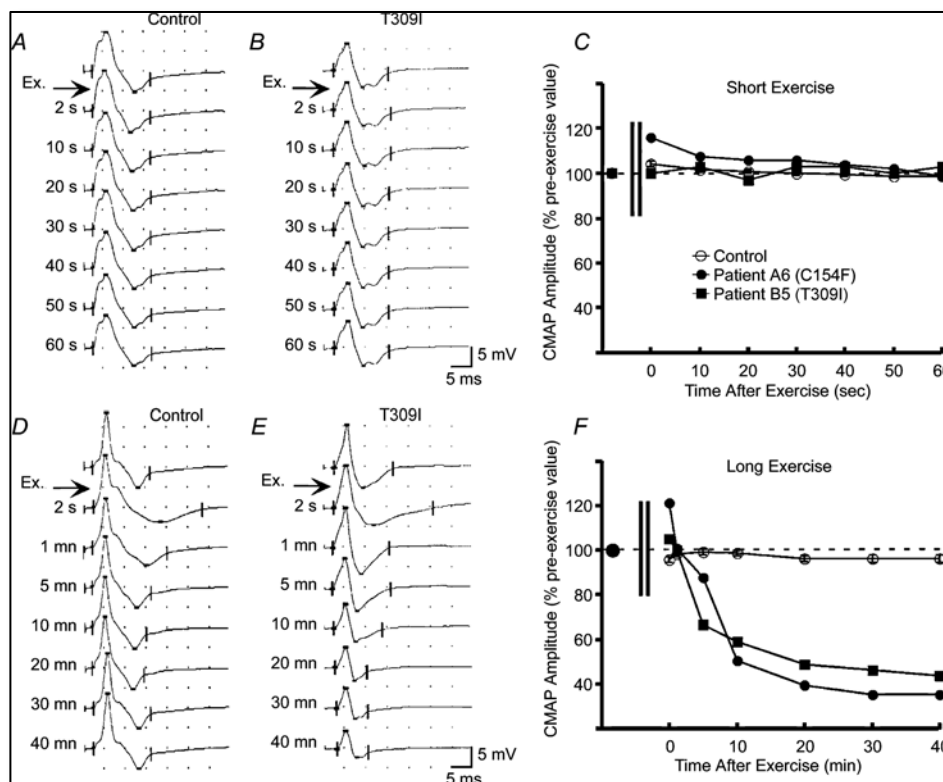 A Control
Ex.
2 s
10 s
20 s
30 s
40 s
50 s
60 s
B T309I
Ex.
2 s
10 s
20 s
30 s
40 s
50 s
60 s
5 mV
5 ms
C
Short Exercise
CMAP Amplitude (% pre-exercise value)
120
100
80
60
40
Control
Patient A6 (C154F)
Patient B5 (T309I)
0 10 20 30 40 50 60
Time After Exercise (sec)
D Control
Ex.
2 s
1 mn
5 mn
10 mn
20 mn
30 mn
40 mn
E T309I
Ex.
2 s
1 mn
5 mn
10 mn
20 mn
30 mn
40 mn
5 mV
5 ms
F
Long Exercise
CMAP Amplitude (% pre-exercise value)
120
100
80
60
40
0 10 20 30 40
Time After Exercise (min)